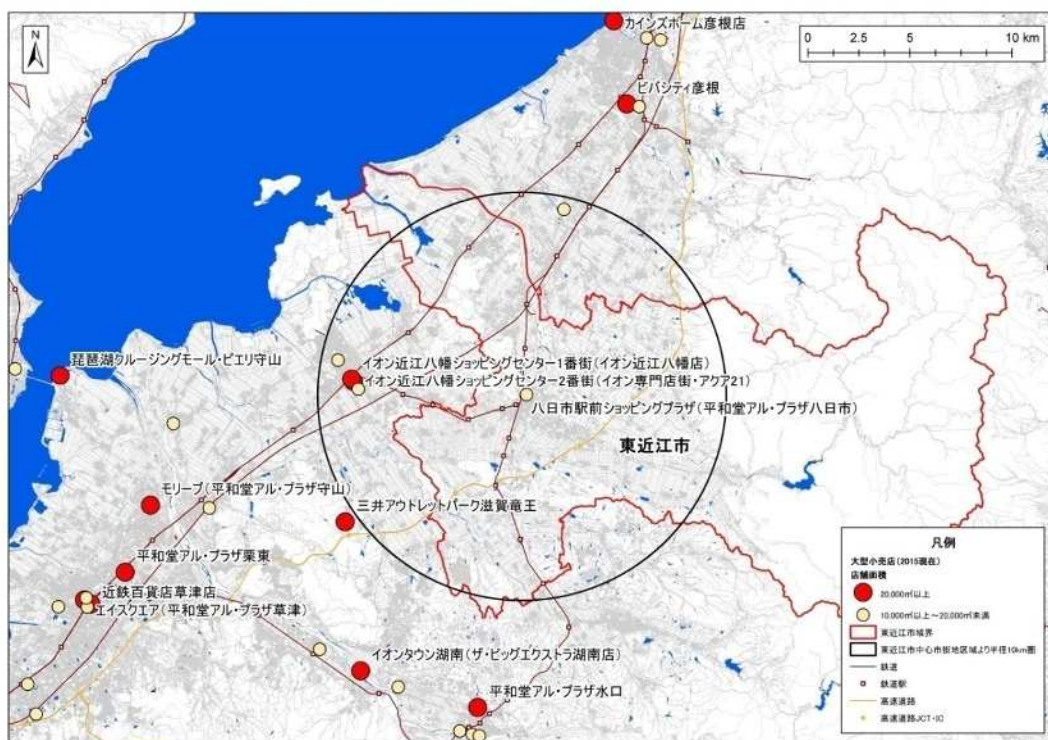 N
0 2.5 5 10 km
カインズホーム彦根店
ビバシティ彦根
琵琶湖クルージングモール・ピエリ守山
イオン近江八幡ショッピングセンター1番街(イオン近江八幡店)
イオン近江八幡ショッピングセンター2番街(イオン専門店街・アクア21)
八日市駅前ショッピングプラザ(平和堂アル・プラザ八日市)
東近江市
モリーブ(平和堂アル・プラザ守山)
三井アウトレットパーク滋賀竜王
平和堂アル・プラザ栗東
近鉄百貨店草津店
エイスクエア(平和堂アル・プラザ草津)
イオンタウン湖南(ザ・ビッグエクストラ湖南店)
平和堂アル・プラザ水口
凡例
大型小売店(2015現在)
店舗面積
20,000㎡以上
10,000㎡以上～20,000㎡未満
東近江市域界
東近江市中心市街地区域より半径10km圏
鉄道
鉄道駅
高速道路
高速道路JCT・IC